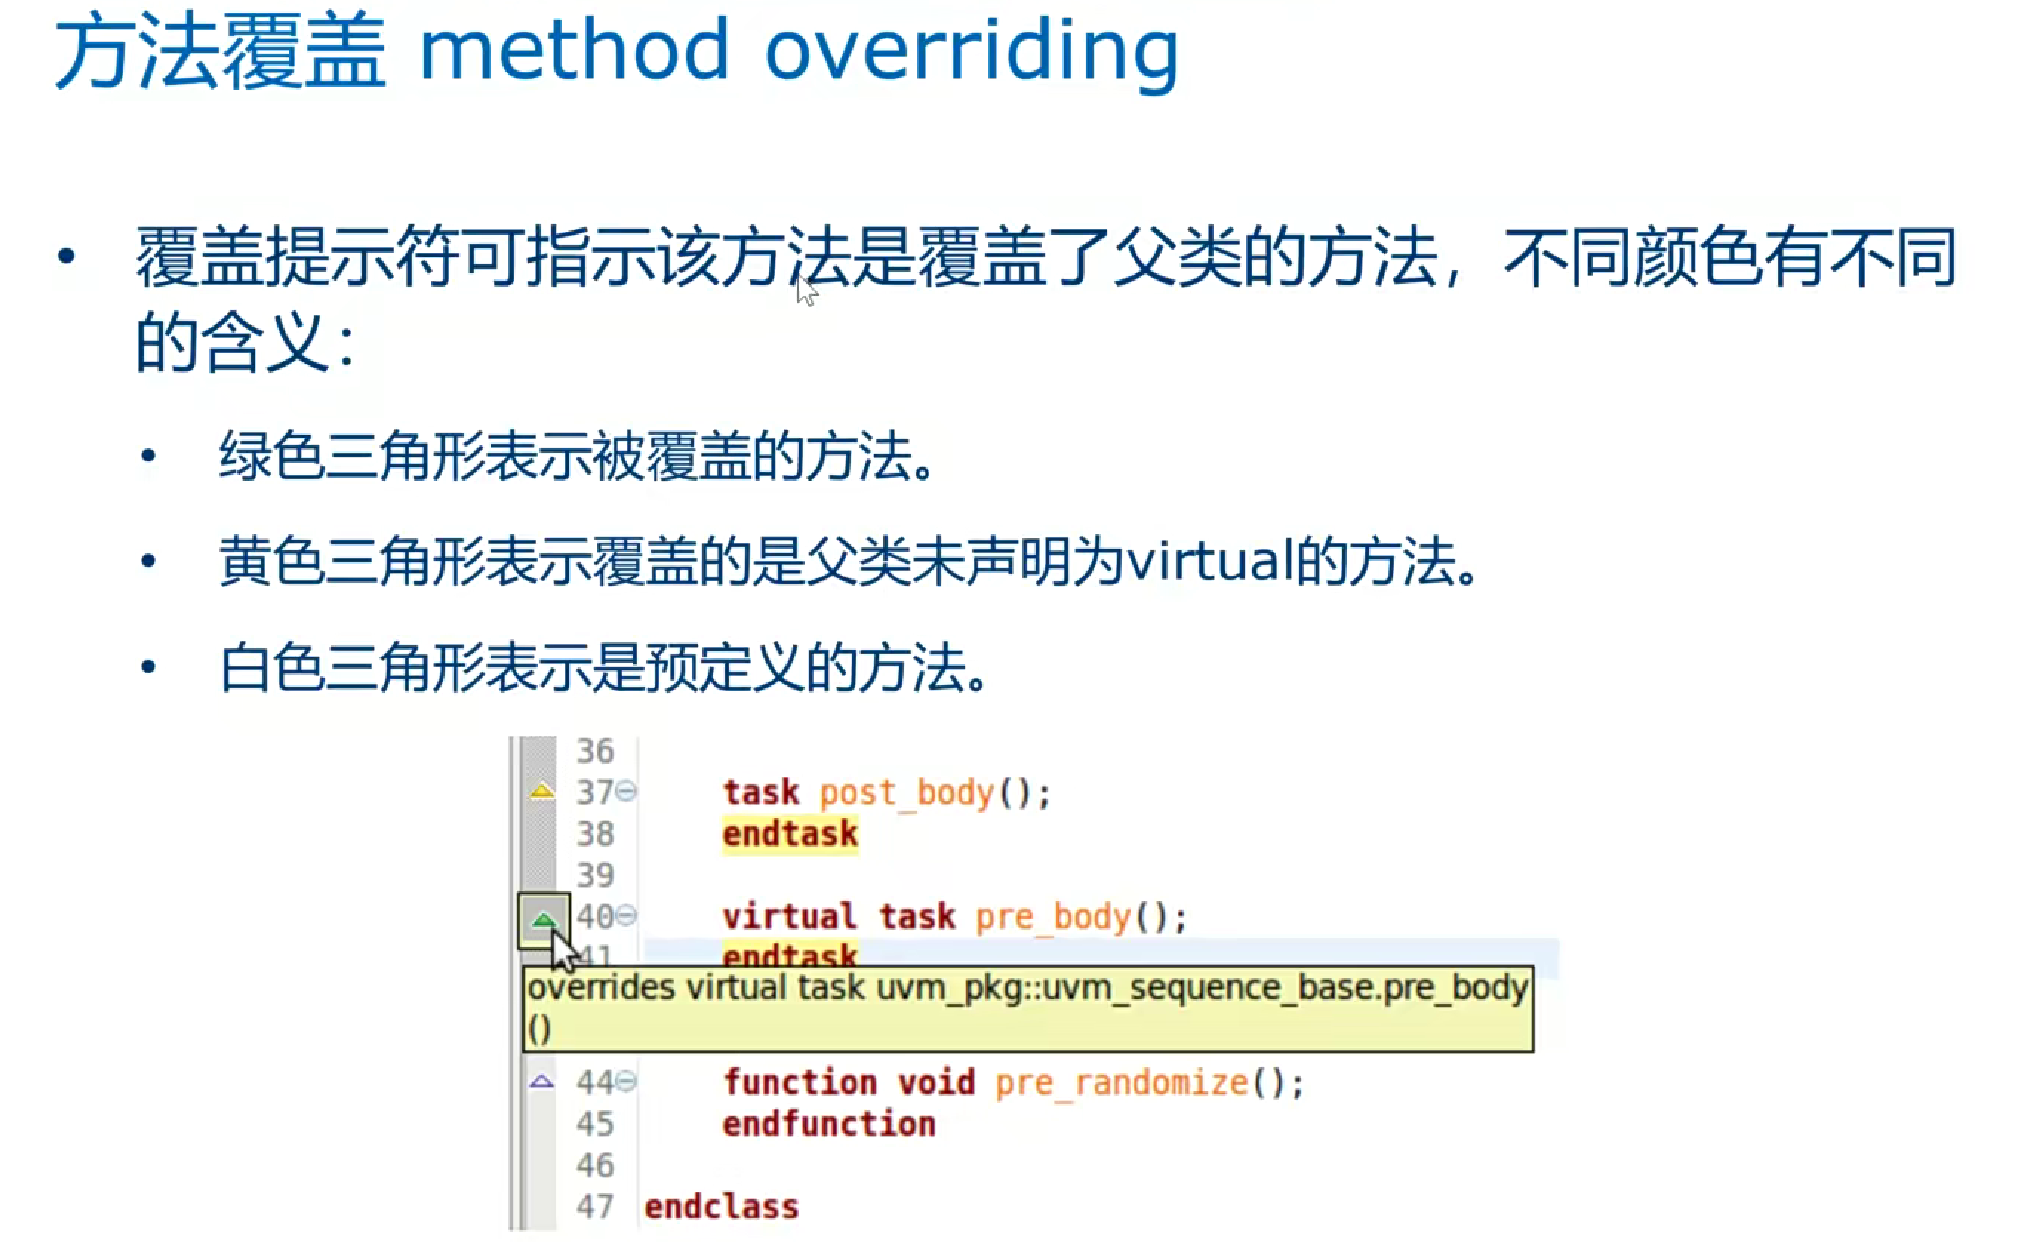 方法覆盖 method overriding
• 覆盖提示符可指示该方法是覆盖了父类的方法，不同颜色有不同
的含义：
• 绿色三角形表示被覆盖的方法。
• 黄色三角形表示覆盖的是父类未声明为virtual的方法。
• 白色三角形表示是预定义的方法。
36
37 task post_body();
38 endtask
39
40 virtual task pre_body();
41 endtask
overrides virtual task uvm_pkg::uvm_sequence_base.pre_body
()
44 function void pre_randomize();
45 endfunction
46
47 endclass